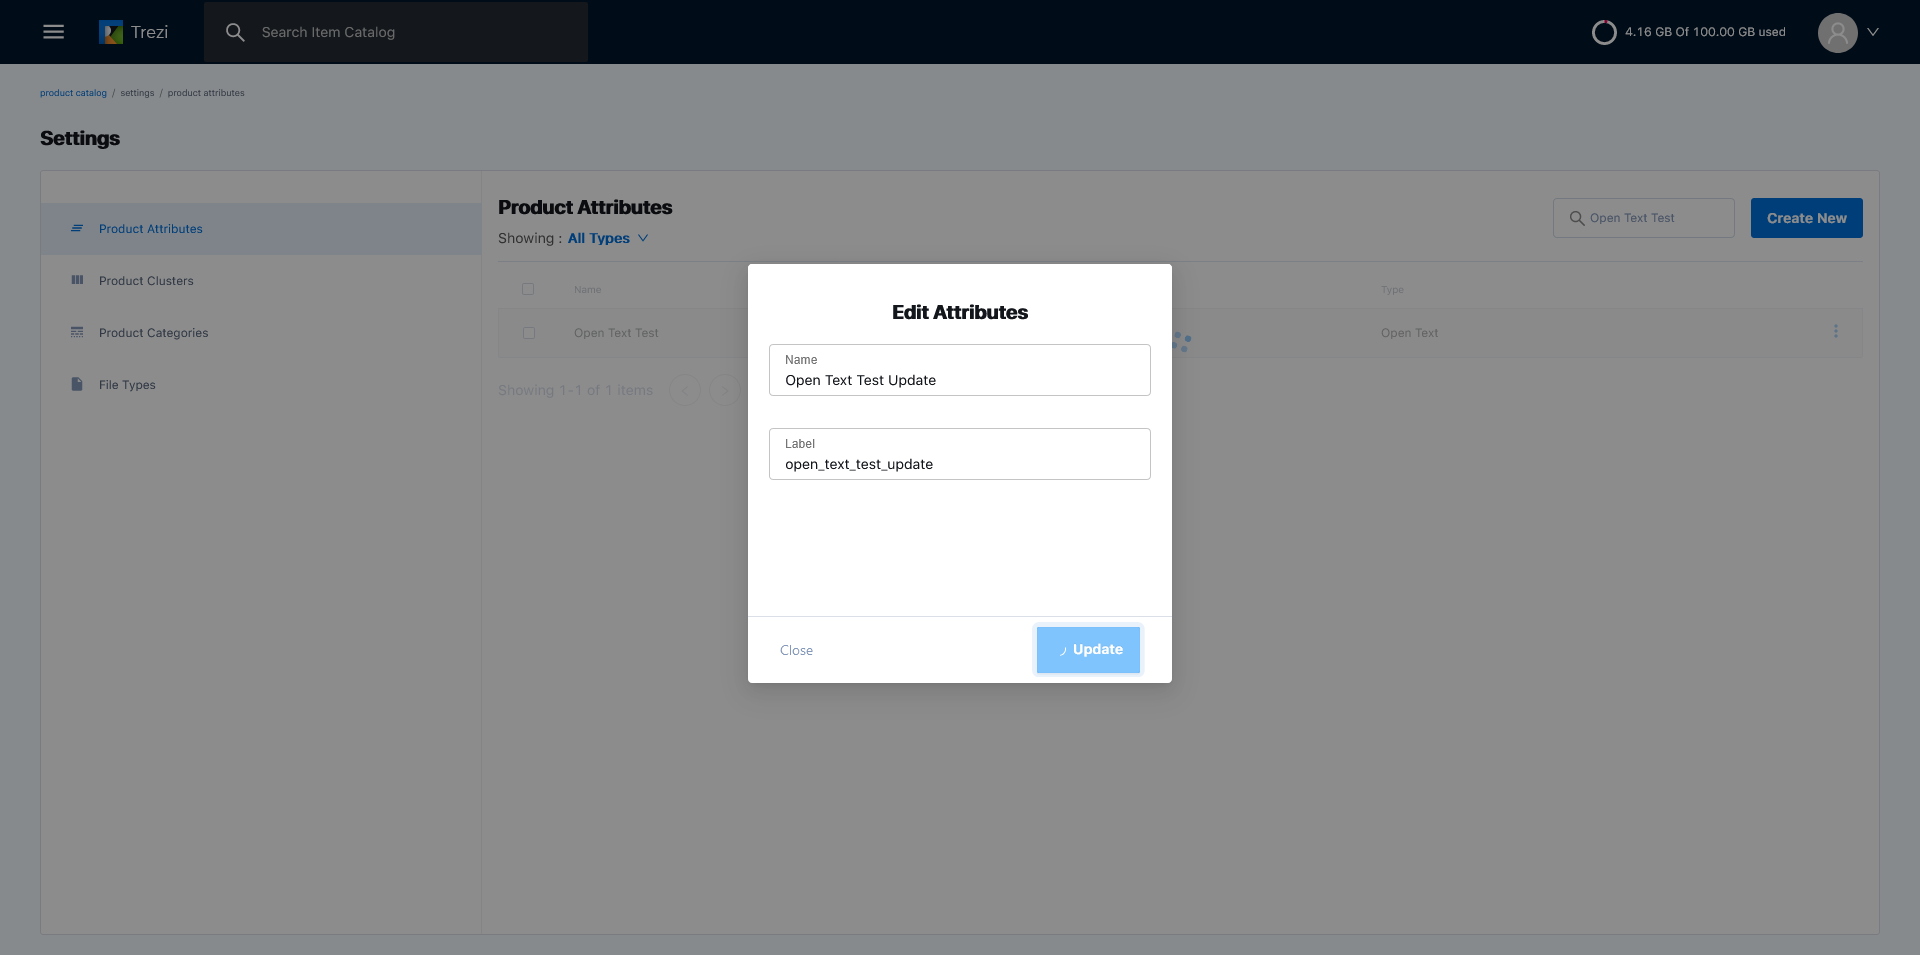 Trezi
Search Item Catalog
4.16 GB Of 100.00 GB used
product catalog / settings / product attributes
Settings
Product Attributes
Product Clusters
Product Categories
File Types
Product Attributes
Showing : All Types
Open Text Test
Create New
Name
Type
Open Text Test
Open Text
Showing 1-1 of 1 items
Edit Attributes
Name
Open Text Test Update
Label
open_text_test_update
Close
Update